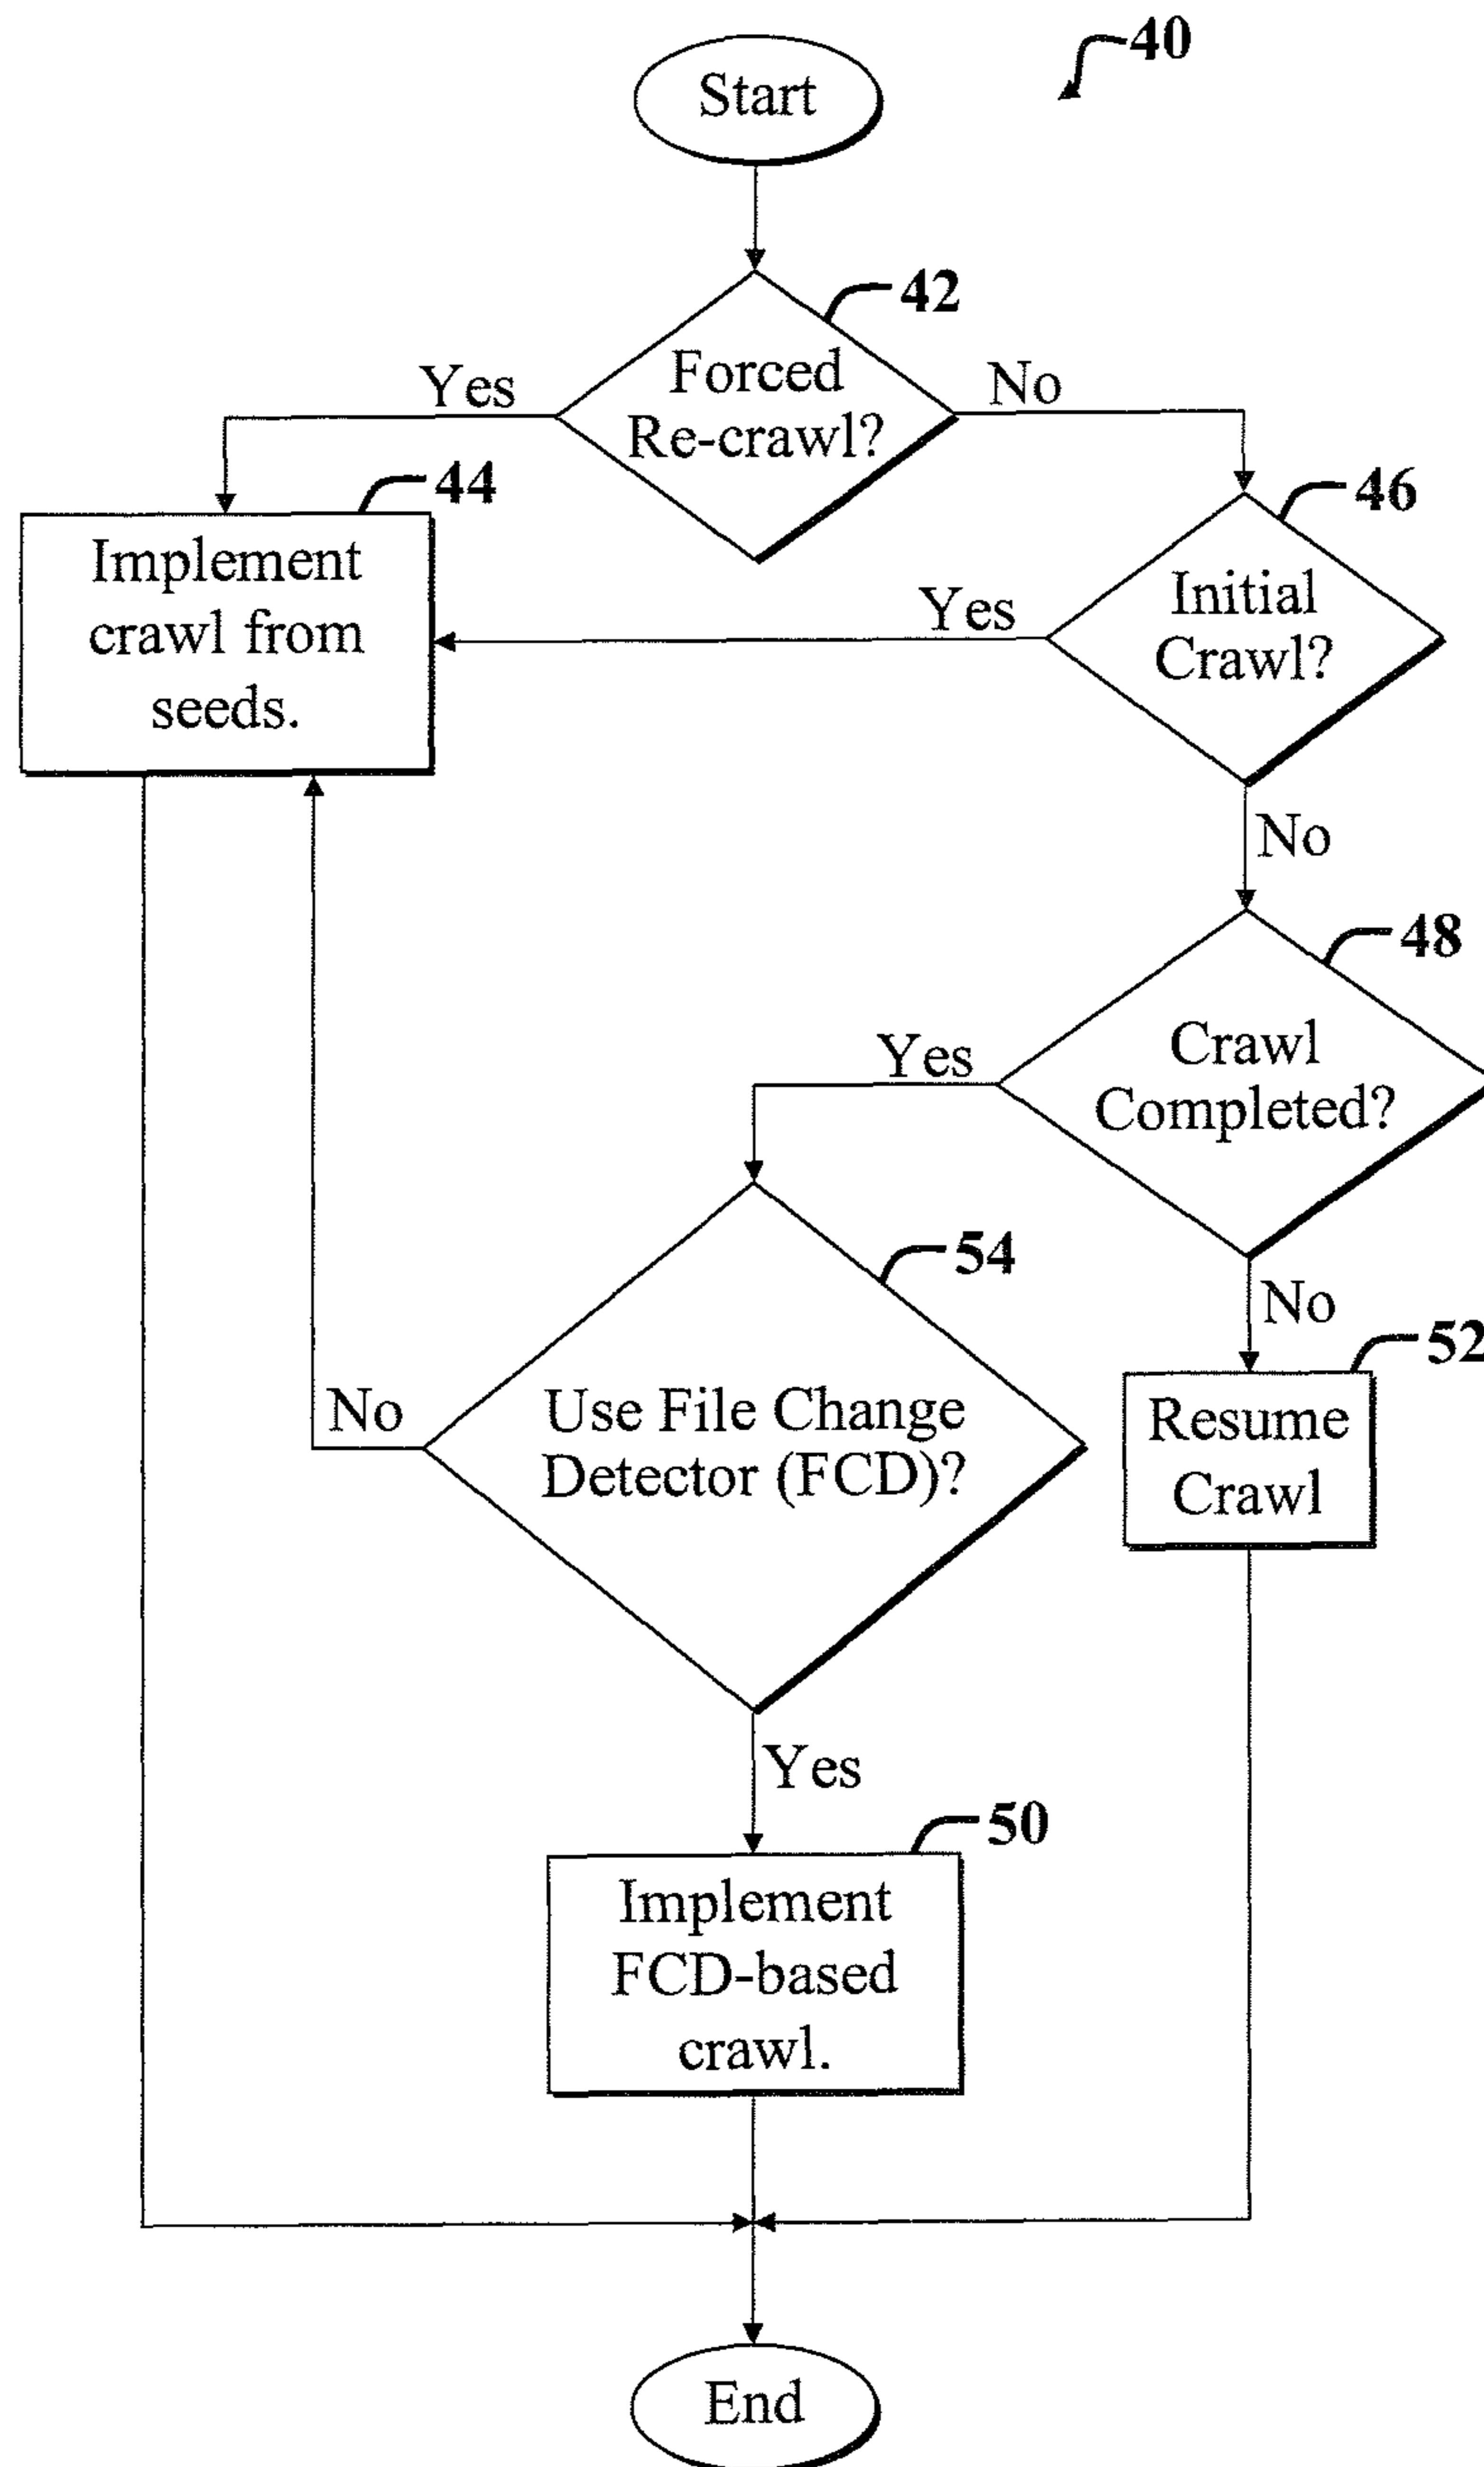 40
Start
42
Forced
Re-crawl?
Yes
No
44
Implement
crawl from
seeds.
46
Initial
Crawl?
Yes
No
48
Crawl
Completed?
Yes
No
54
Use File Change
Detector (FCD)?
No
Yes
52
Resume
Crawl
50
Implement
FCD-based
crawl.
End